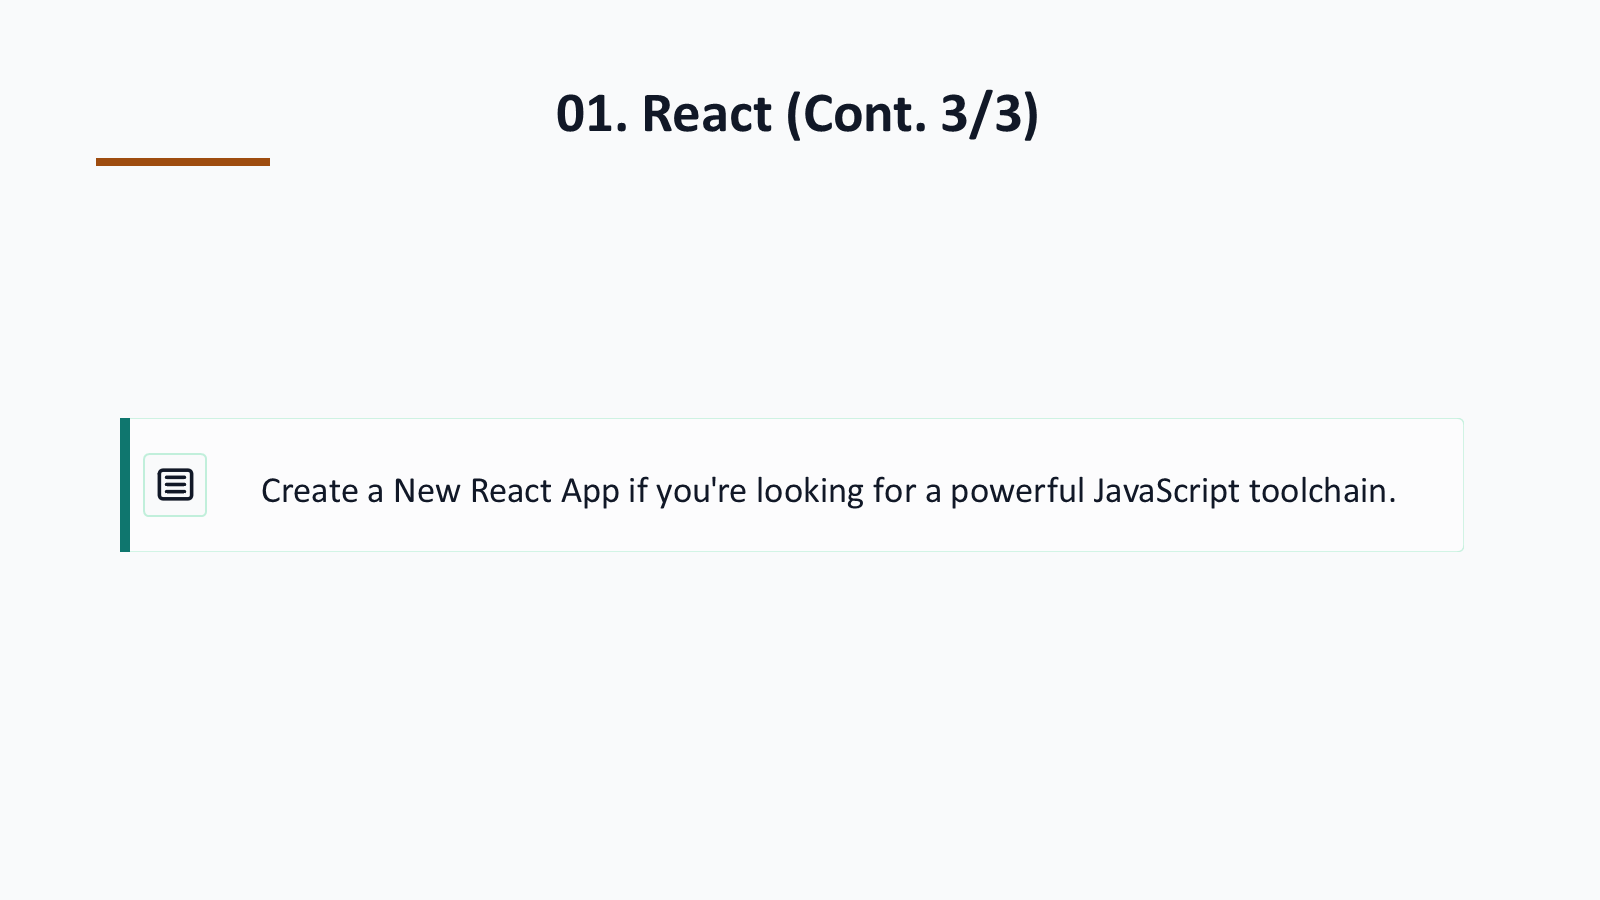 01. React (Cont. 3/3)
Create a New React App if you're looking for a powerful JavaScript toolchain.